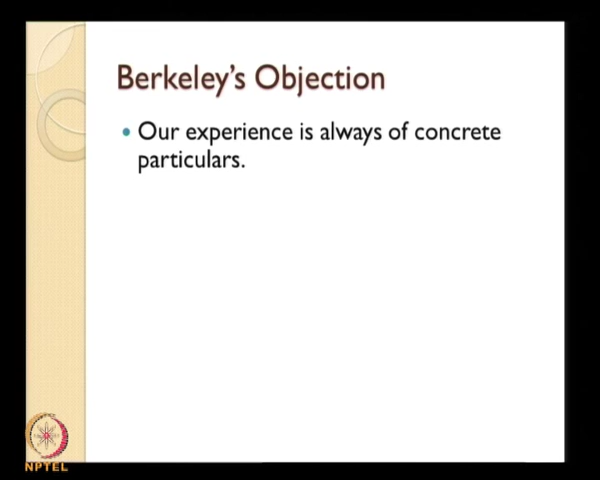 Berkeley's Objection
Our experience is always of concrete
particulars.
NPTEL